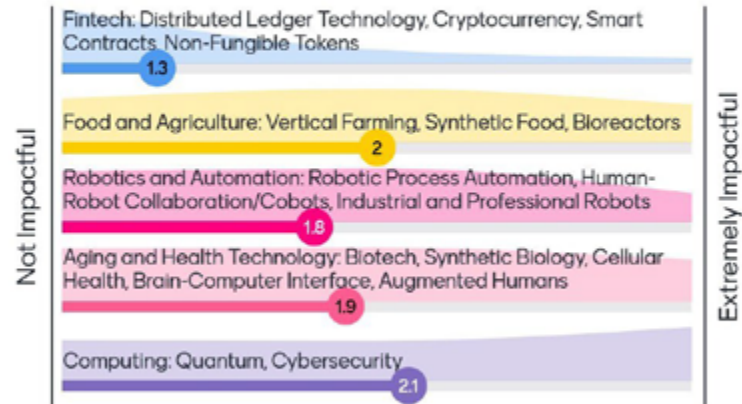 Not Impactful
Fintech: Distributed Ledger Technology, Cryptocurrency, Smart
Contracts, Non-Fungible Tokens
1.3
Food and Agriculture: Vertical Farming, Synthetic Food, Bioreactors
2
Robotics and Automation: Robotic Process Automation, Human-
Robot Collaboration/Cobots, Industrial and Professional Robots
1.8
Aging and Health Technology: Biotech, Synthetic Biology, Cellular
Health, Brain-Computer Interface, Augmented Humans
1.9
Computing: Quantum, Cybersecurity
2.1
Extremely Impactful